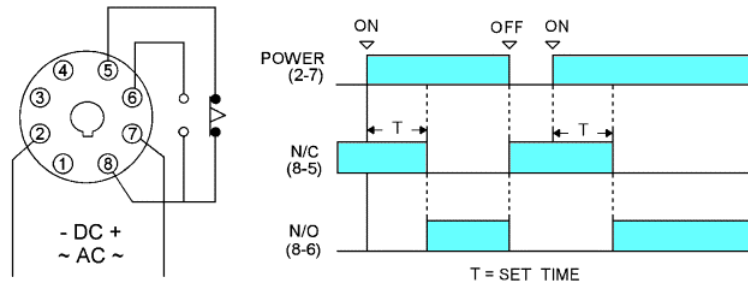 5
4
6
3
2
7
1
8
- DC +
~ AC ~
ON
OFF
ON
POWER
(2-7)
T
T
N/C
(8-5)
N/O
(8-6)
T = SET TIME